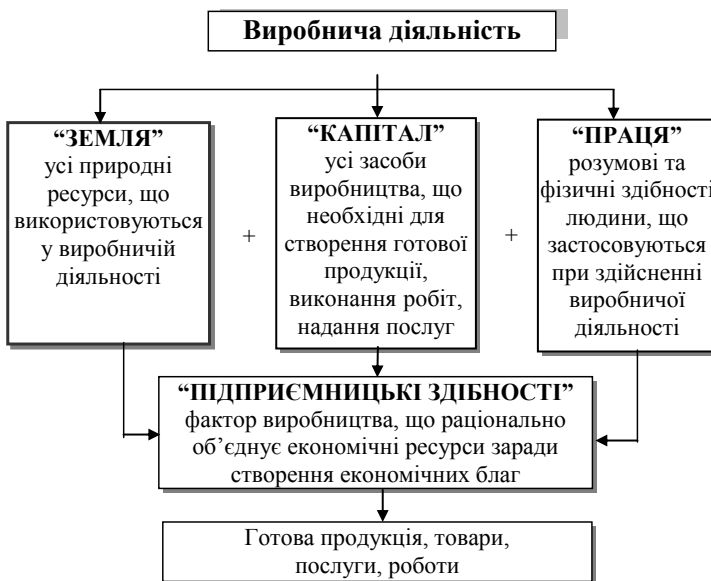 Виробнича діяльність
“ЗЕМЛЯ”
усі природні
ресурси, що
використовуються
у виробничій
діяльності
+
“КАПІТАЛ”
усі засоби
виробництва, що
необхідні для
створення готової
продукції,
виконання робіт,
надання послуг
+
“ПРАЦЯ”
розумові та
фізичні здібності
людини, що
застосовуються
при здійсненні
виробничої
діяльності
“ПІДПРИЄМНИЦЬКІ ЗДІБНОСТІ”
фактор виробництва, що раціонально
об’єднує економічні ресурси заради
створення економічних благ
Готова продукція, товари,
послуги, роботи